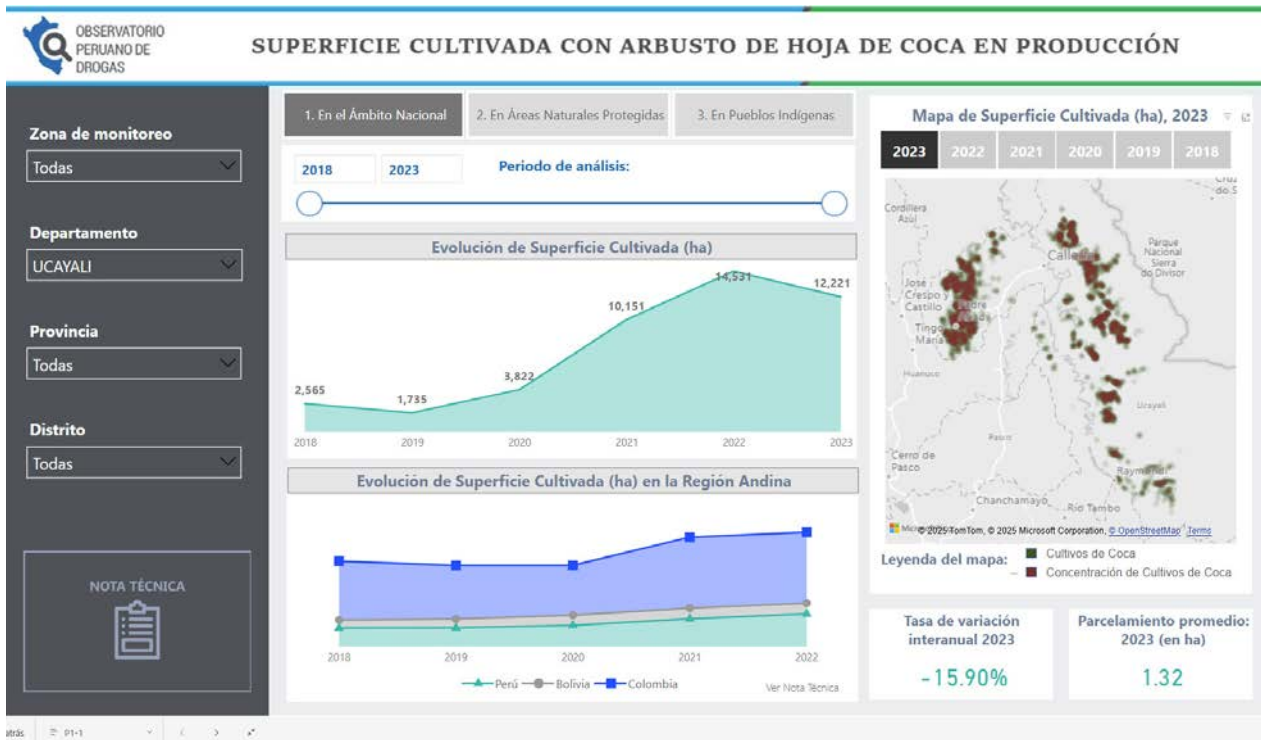 OBSERVATORIO
PERUANO DE
DROGAS
SUPERFICIE CULTIVADA CON ARBUSTO DE HOJA DE COCA EN PRODUCCIÓN
Zona de monitoreo
Todas
Departamento
UCAYALI
Provincia
Todas
Distrito
Todas
NOTA TÉCNICA
1. En el Ámbito Nacional
2. En Áreas Naturales Protegidas
3. En Pueblos Indígenas
2018
2023
Periodo de análisis:
Evolución de Superficie Cultivada (ha)
2,565
1,735
3,822
10,151
14,531
12,221
2018
2019
2020
2021
2022
2023
Evolución de Superficie Cultivada (ha) en la Región Andina
2018
2019
2020
2021
2022
Perú
Bolivia
Colombia
Ver Nota Técnica
Mapa de Superficie Cultivada (ha), 2023
2023
2022
2021
2020
2019
2018
Cordillera
Azul
Parque
Nacional
Sierra
do Divisor
José
Crespo y
Castillo
Tingo
María
Huanuco
Ucayali
Pasco
Cerro de
Pasco
Chanchamayo
Río Tambo
© 2025 TomTom, © 2025 Microsoft Corporation, © OpenStreetMap Terms
Leyenda del mapa:
Cultivos de Coca
Concentración de Cultivos de Coca
Tasa de variación
interanual 2023
-15.90%
Parcelamiento promedio:
2023 (en ha)
1.32
atrás
P1-1